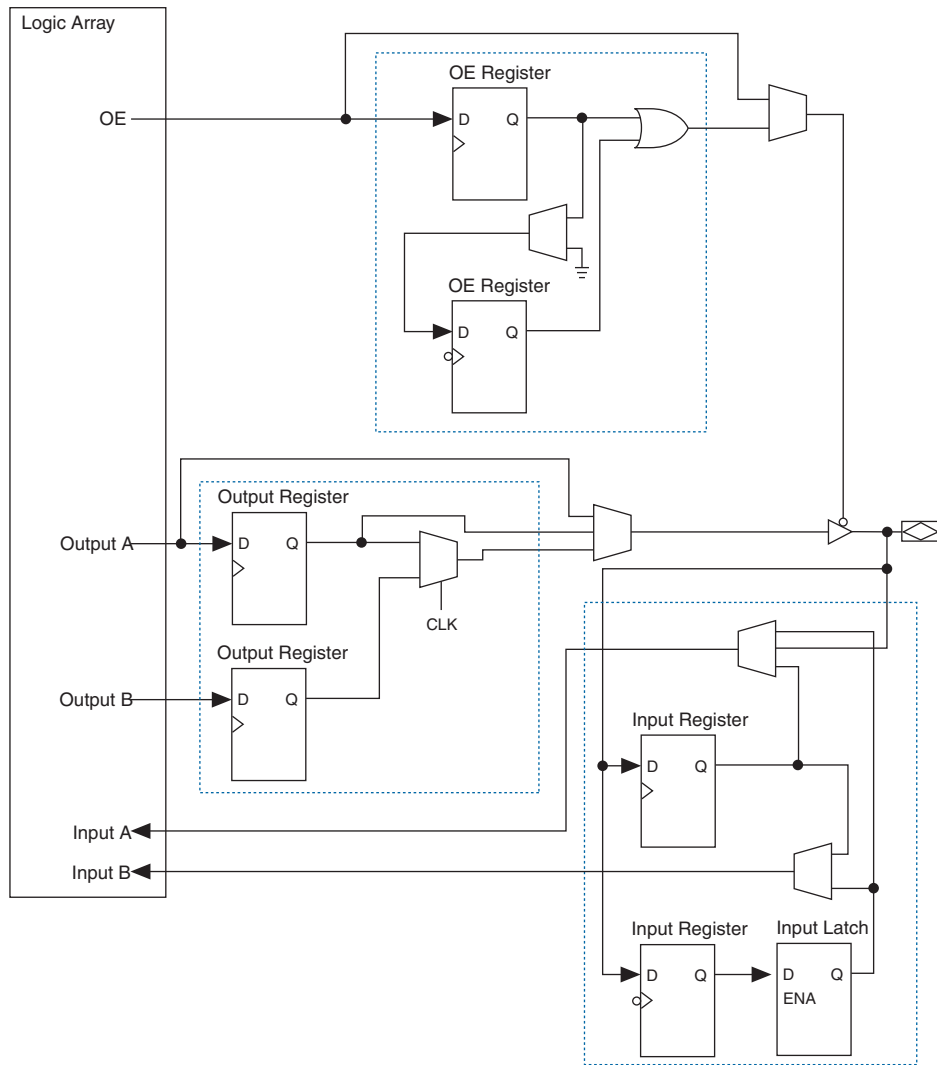 Logic Array
OE
OE Register
D Q
OE Register
D Q
Output Register
Output A
D Q
CLK
Output Register
Output B
D Q
Input Register
D Q
Input A
Input B
Input Register
Input Latch
D Q
D Q
ENA